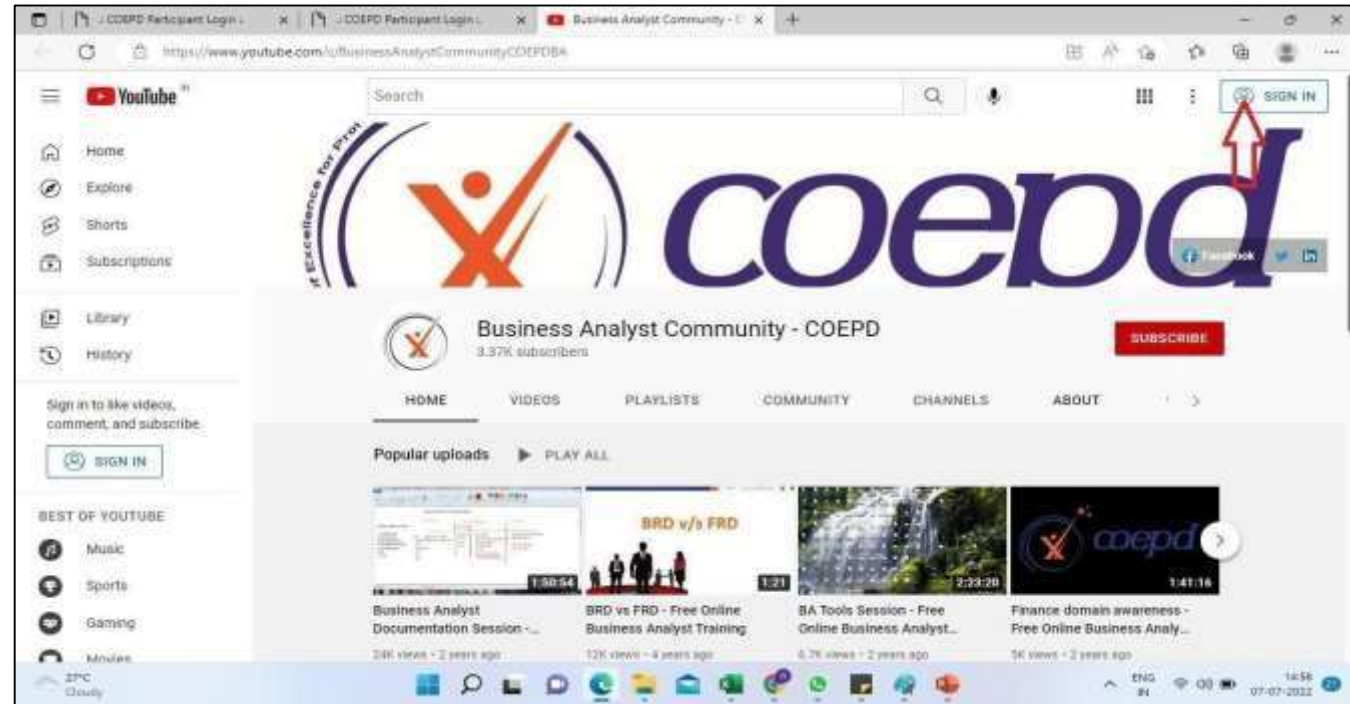 COEPD Participant Login
COEPD Participant Login
Business Analyst Community -
https://www.youtube.com/c/BusinessAnalystCommunityCOEPDBA
YouTube IN
Search
SIGN IN
Home
Explore
Shorts
Subscriptions
Library
History
Sign in to like videos,
comment, and subscribe.
SIGN IN
BEST OF YOUTUBE
Music
Sports
Gaming
Movies
of Excellence for Prof
coepd
Facebook
in
Business Analyst Community - COEPD
3.37K subscribers
SUBSCRIBE
HOME VIDEOS PLAYLISTS COMMUNITY CHANNELS ABOUT
Popular uploads PLAY ALL
1:50:54
Business Analyst
Documentation Session -...
24K views • 2 years ago
BRD v/s FRD
1:21
BRD vs FRD - Free Online
Business Analyst Training
12K views • 4 years ago
2:23:20
BA Tools Session - Free
Online Business Analyst...
6.7K views • 2 years ago
coepd
1:41:16
Finance domain awareness -
Free Online Business Analy...
5K views • 2 years ago
27°C
Cloudy
ENG
IN
14:56
07-07-2022